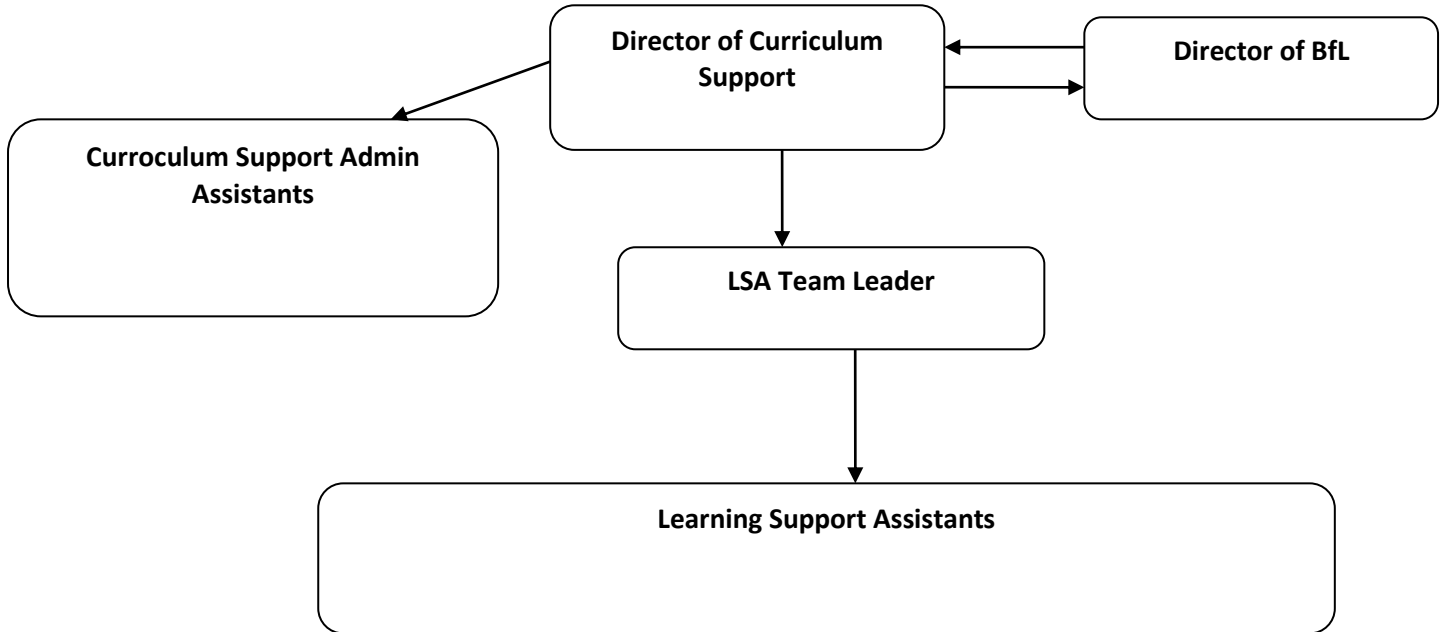 Director of Curriculum
Support
Director of BfL
Curroculum Support Admin
Assistants
LSA Team Leader
Learning Support Assistants